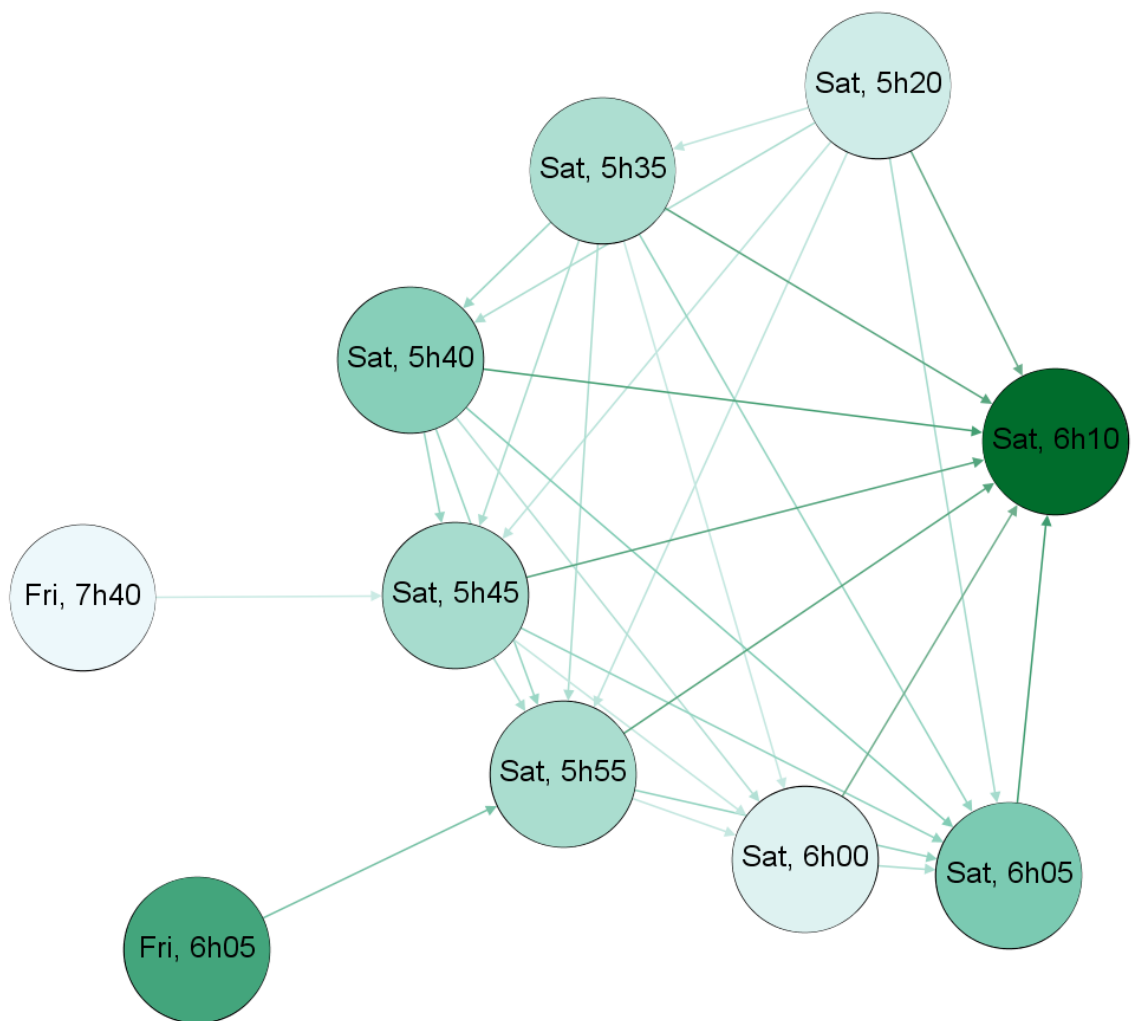 Sat, 5h20
Sat, 5h35
Sat, 5h40
Sat, 6h10
Fri, 7h40
Sat, 5h45
Sat, 5h55
Sat, 6h00
Sat, 6h05
Fri, 6h05